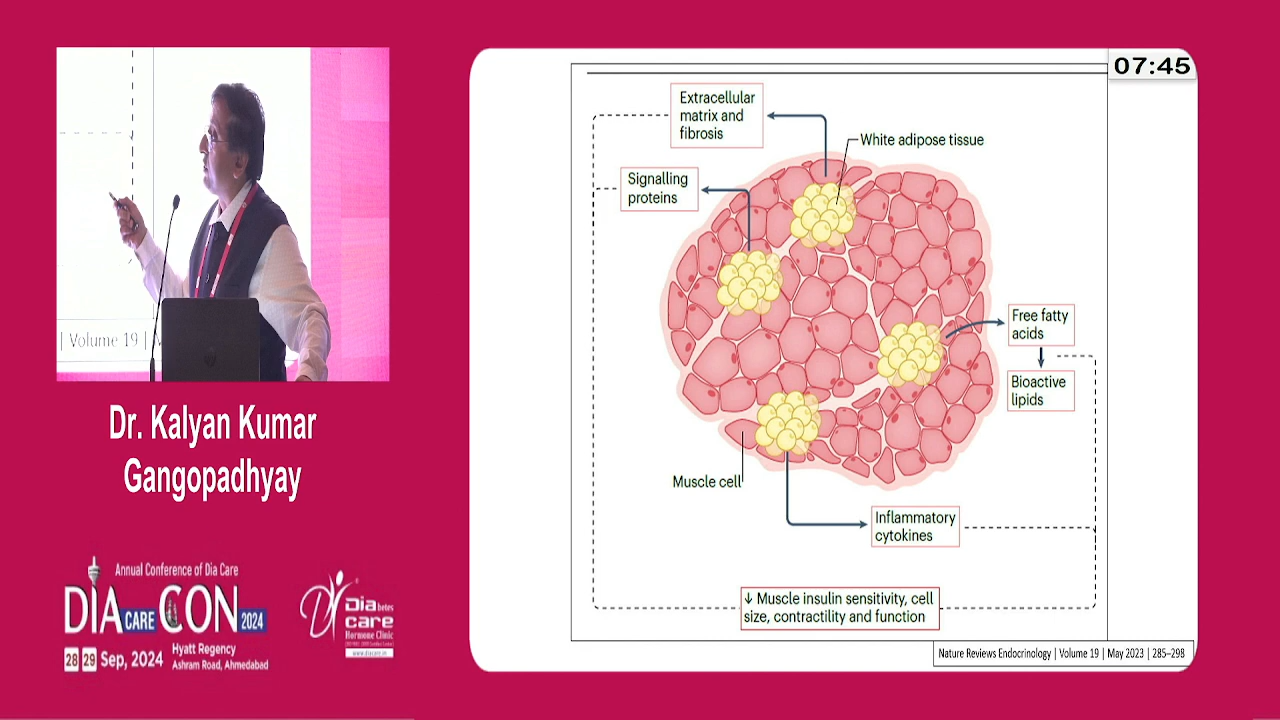 07:45
Extracellular
matrix and
fibrosis
White adipose tissue
Signalling
proteins
Free fatty
acids
Bioactive
lipids
Muscle cell
Inflammatory
cytokines
↓ Muscle insulin sensitivity, cell
size, contractility and function
Nature Reviews Endocrinology | Volume 19 | May 2023 | 285–298
| Volume 19 |
Dr. Kalyan Kumar
Gangopadhyay
Annual Conference of Dia Care
DIA CARE CON 2024
28 29 Sep, 2024
Hyatt Regency
Ashram Road, Ahmedabad
Diabetes
care
Hormone Clinic
www.diacare.in